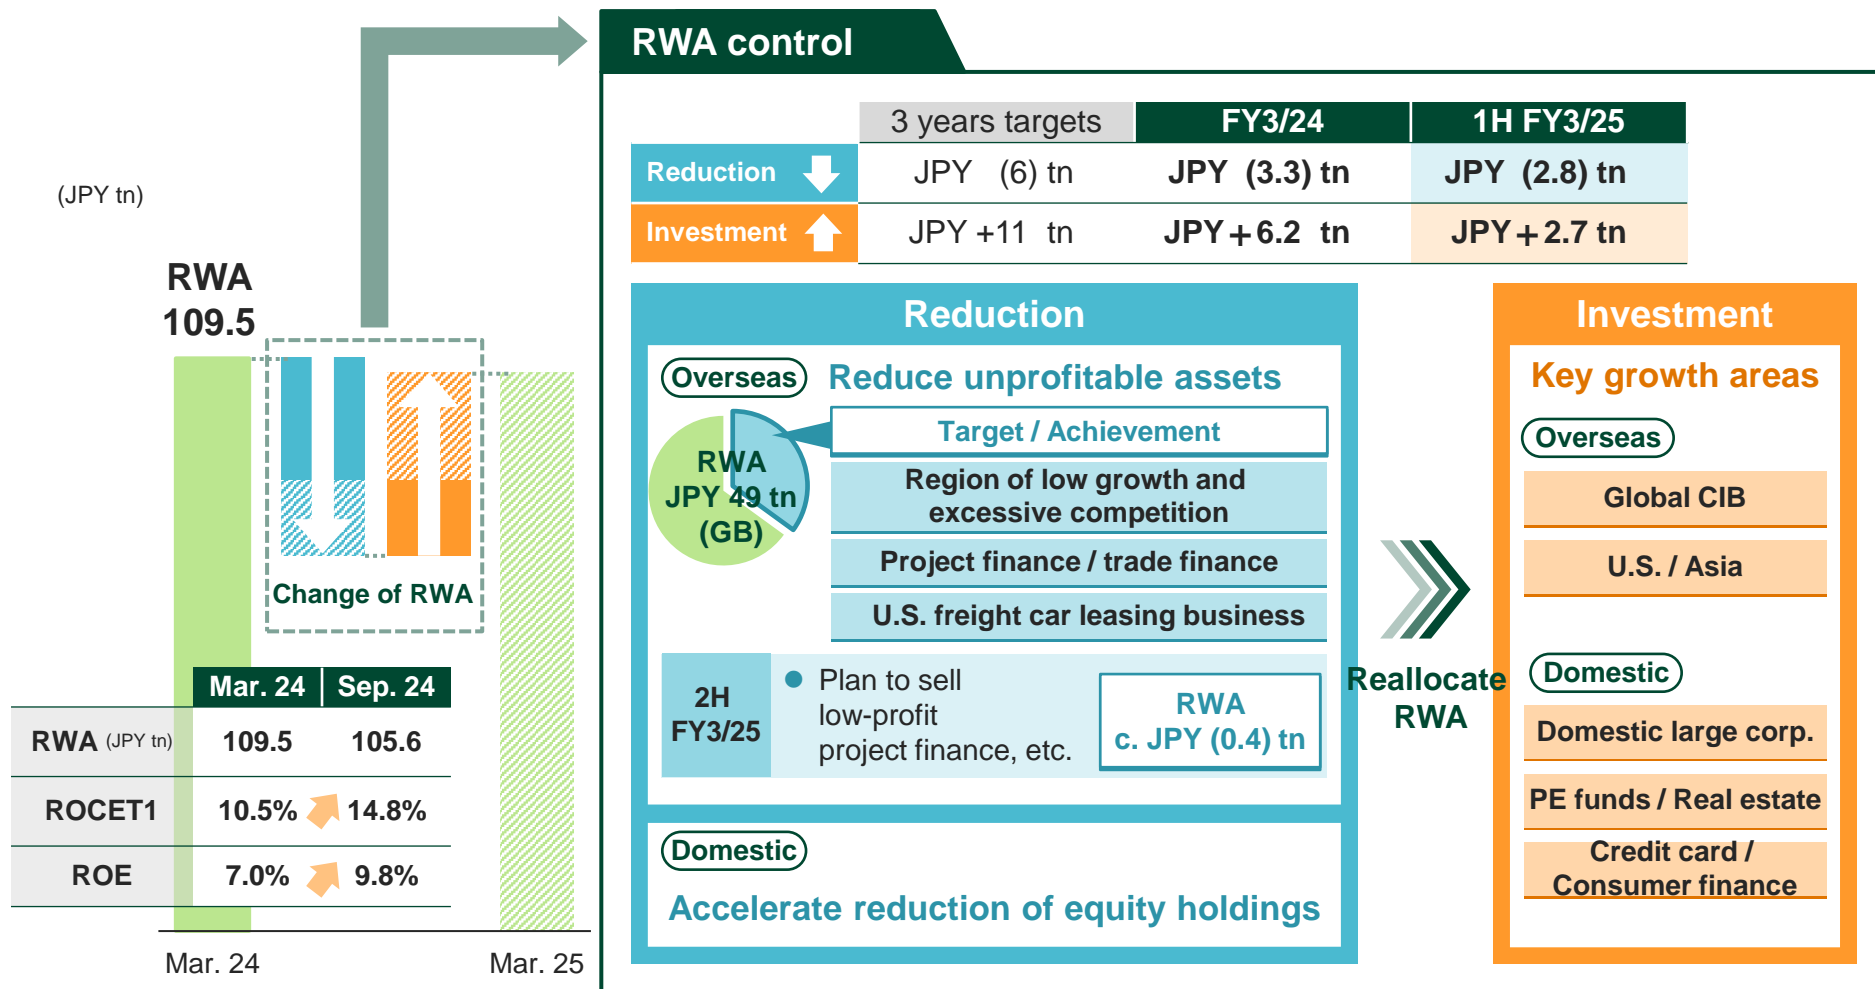 RWA control
(JPY tn)
RWA
109.5
Change of RWA
Mar. 24 Sep. 24
RWA (JPY tn) 109.5 105.6
ROCET1 10.5% 14.8%
ROE 7.0% 9.8%
Mar. 24 Mar. 25
3 years targets FY3/24 1H FY3/25
Reduction JPY (6) tn JPY (3.3) tn JPY (2.8) tn
Investment JPY +11 tn JPY+6.2 tn JPY+2.7 tn
Reduction
Overseas Reduce unprofitable assets
RWA
JPY 49 tn
(GB)
Target / Achievement
Region of low growth and
excessive competition
Project finance / trade finance
U.S. freight car leasing business
2H
FY3/25
● Plan to sell
low-profit
project finance, etc.
RWA
c. JPY (0.4) tn
Domestic
Accelerate reduction of equity holdings
Reallocate
RWA
Investment
Key growth areas
Overseas
Global CIB
U.S. / Asia
Domestic
Domestic large corp.
PE funds / Real estate
Credit card /
Consumer finance